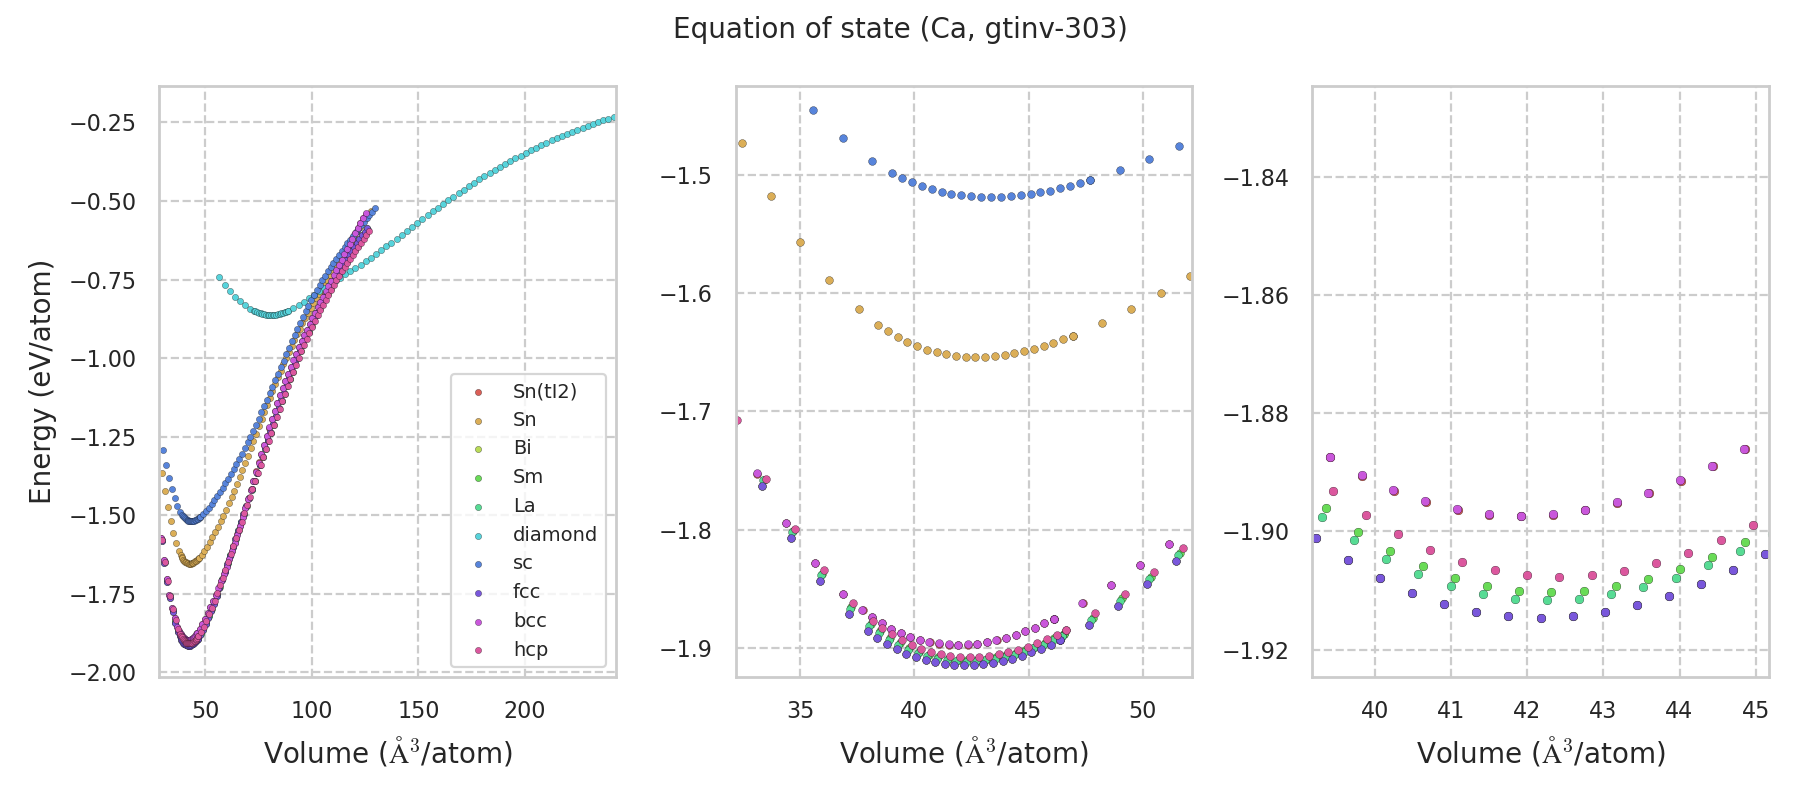 Equation of state (Ca, gtinv-303)
Energy (eV/atom)
−0.25
−0.50
−0.75
−1.00
−1.25
−1.50
−1.75
−2.00
50
100
150
200
Volume (Å³/atom)
Sn(tI2)
Sn
Bi
Sm
La
diamond
sc
fcc
bcc
hcp
−1.5
−1.6
−1.7
−1.8
−1.9
35
40
45
50
Volume (Å³/atom)
−1.84
−1.86
−1.88
−1.90
−1.92
40
41
42
43
44
45
Volume (Å³/atom)